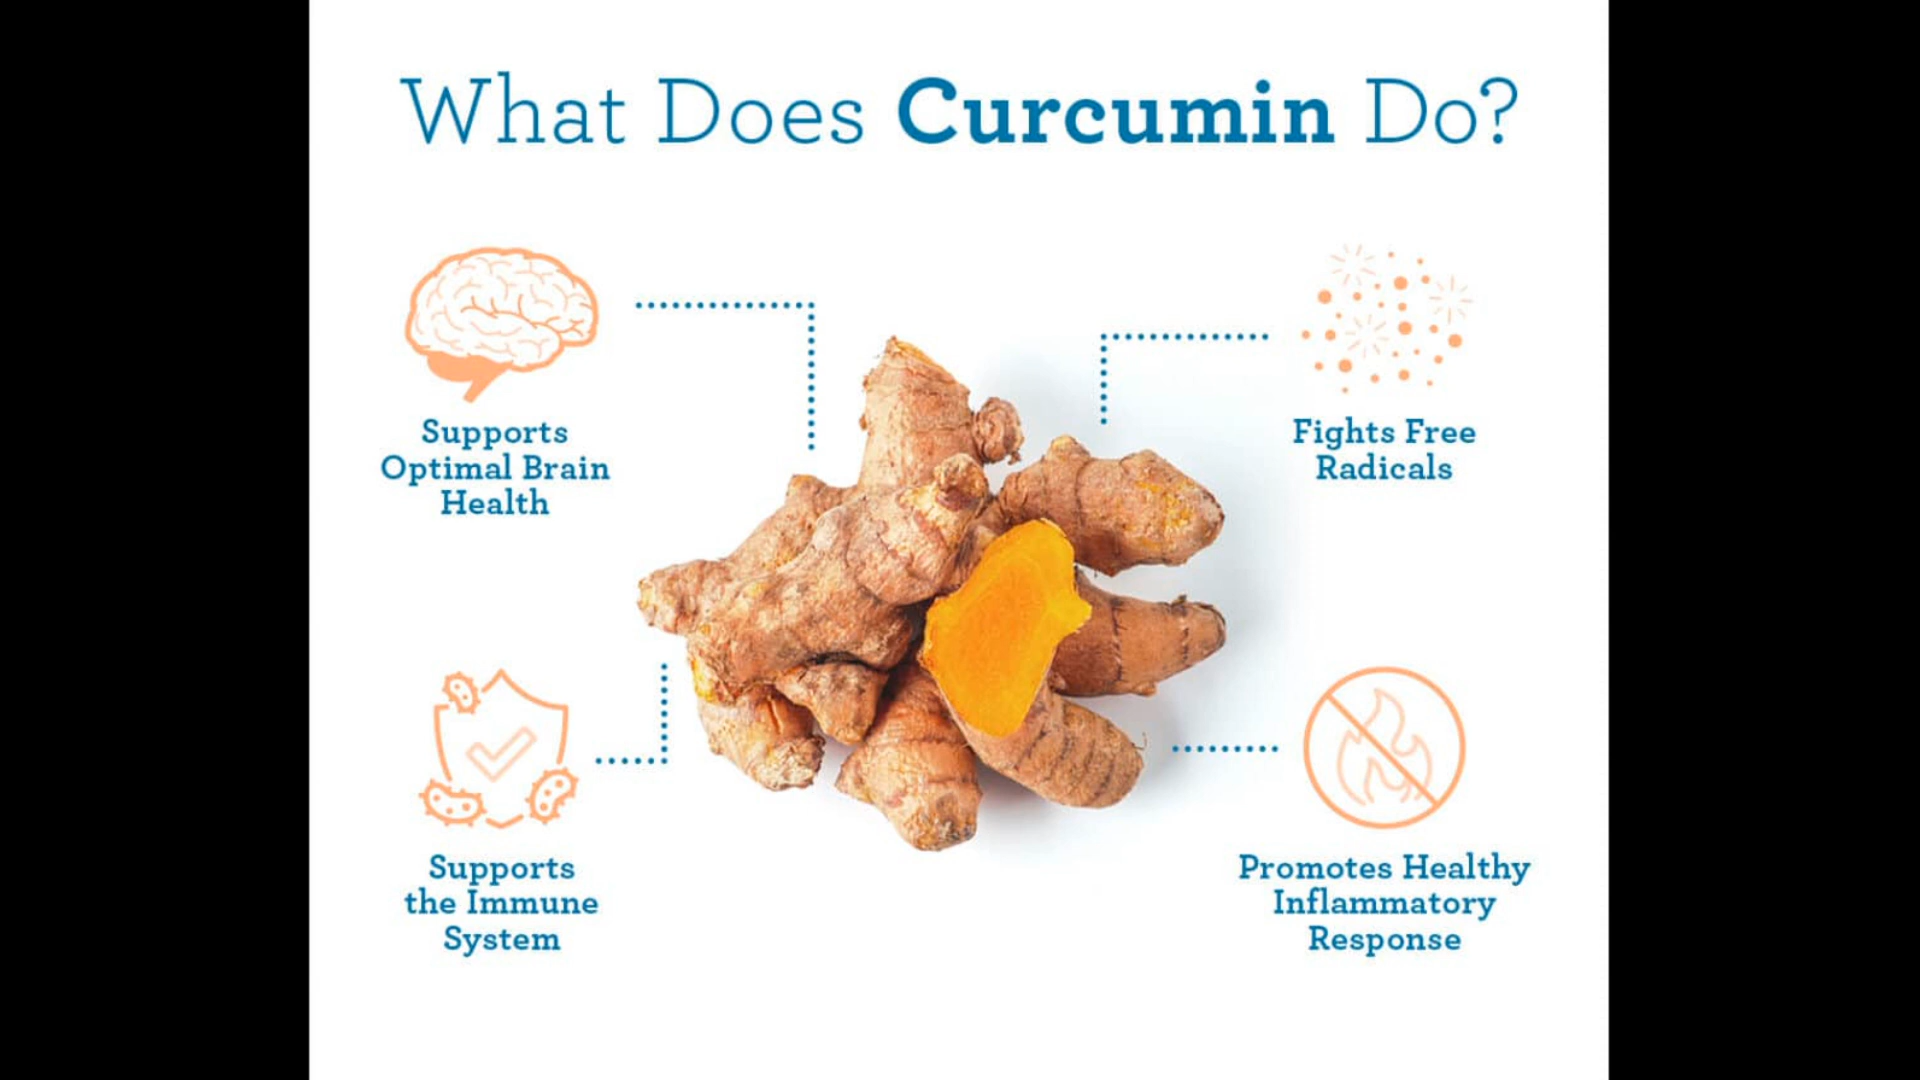 What Does Curcumin Do?
Supports
Optimal Brain
Health
Fights Free
Radicals
Supports
the Immune
System
Promotes Healthy
Inflammatory
Response